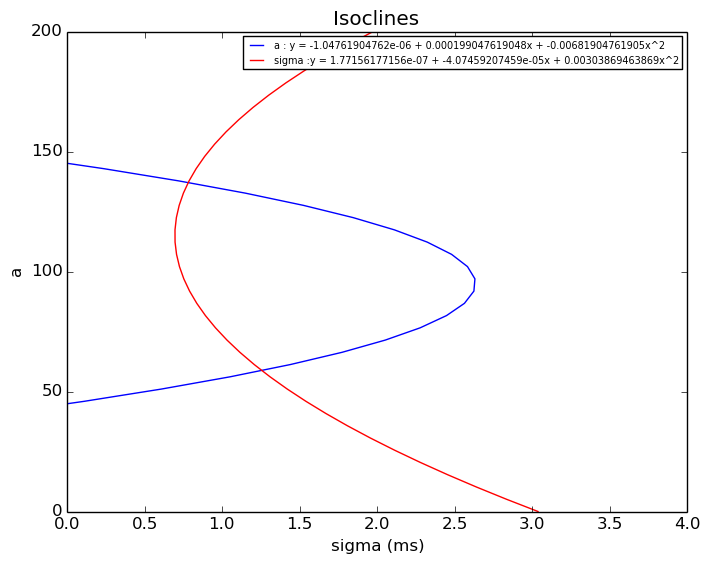 Isoclines
a : y = -1.04761904762e-06 + 0.000199047619048x + -0.00681904761905x^2
sigma :y = 1.77156177156e-07 + -4.07459207459e-05x + 0.00303869463869x^2
200
150
100
50
0
a
0.0 0.5 1.0 1.5 2.0 2.5 3.0 3.5 4.0
sigma (ms)